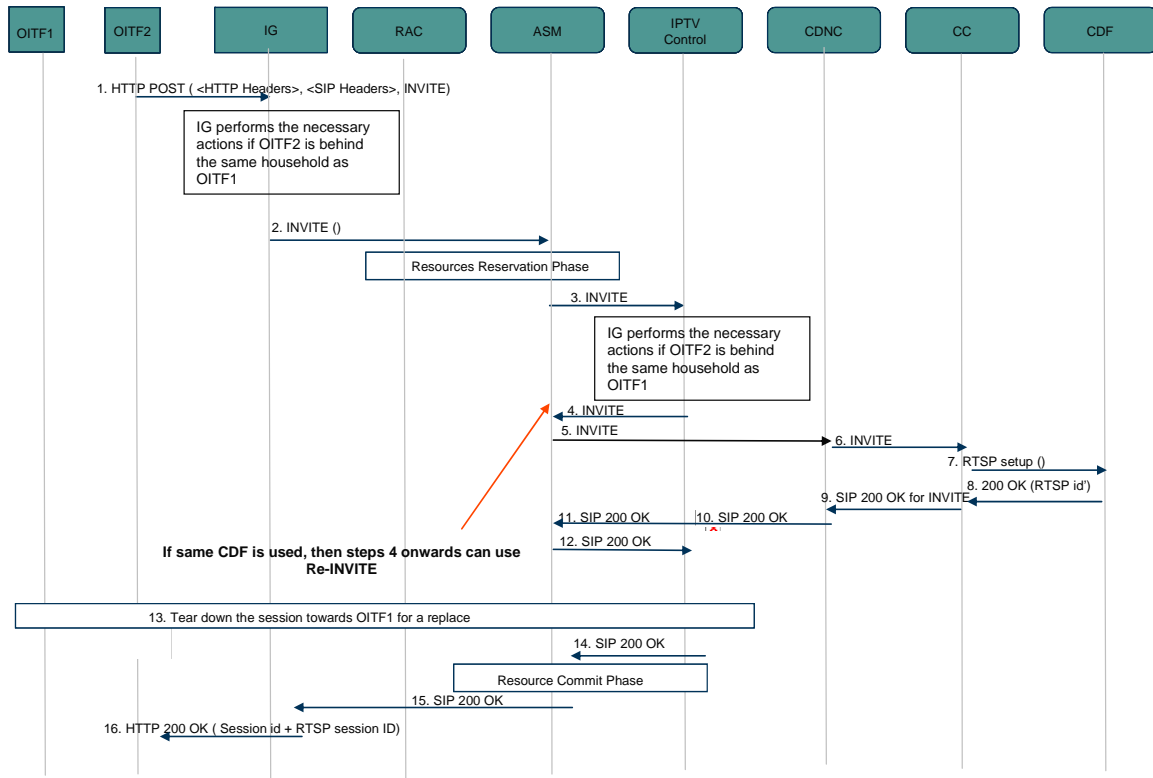 OITF1
OITF2
IG
RAC
ASM
IPTV
Control
CDNC
CC
CDF
1. HTTP POST ( <HTTP Headers>, <SIP Headers>, INVITE)
IG performs the necessary
actions if OITF2 is behind
the same household as
OITF1
2. INVITE ()
Resources Reservation Phase
3. INVITE
IG performs the necessary
actions if OITF2 is behind
the same household as
OITF1
4. INVITE
5. INVITE
6. INVITE
7. RTSP setup ()
8. 200 OK (RTSP id')
9. SIP 200 OK for INVITE
11. SIP 200 OK
10. SIP 200 OK
12. SIP 200 OK
If same CDF is used, then steps 4 onwards can use
Re-INVITE
13. Tear down the session towards OITF1 for a replace
14. SIP 200 OK
Resource Commit Phase
15. SIP 200 OK
16. HTTP 200 OK ( Session id + RTSP session ID)